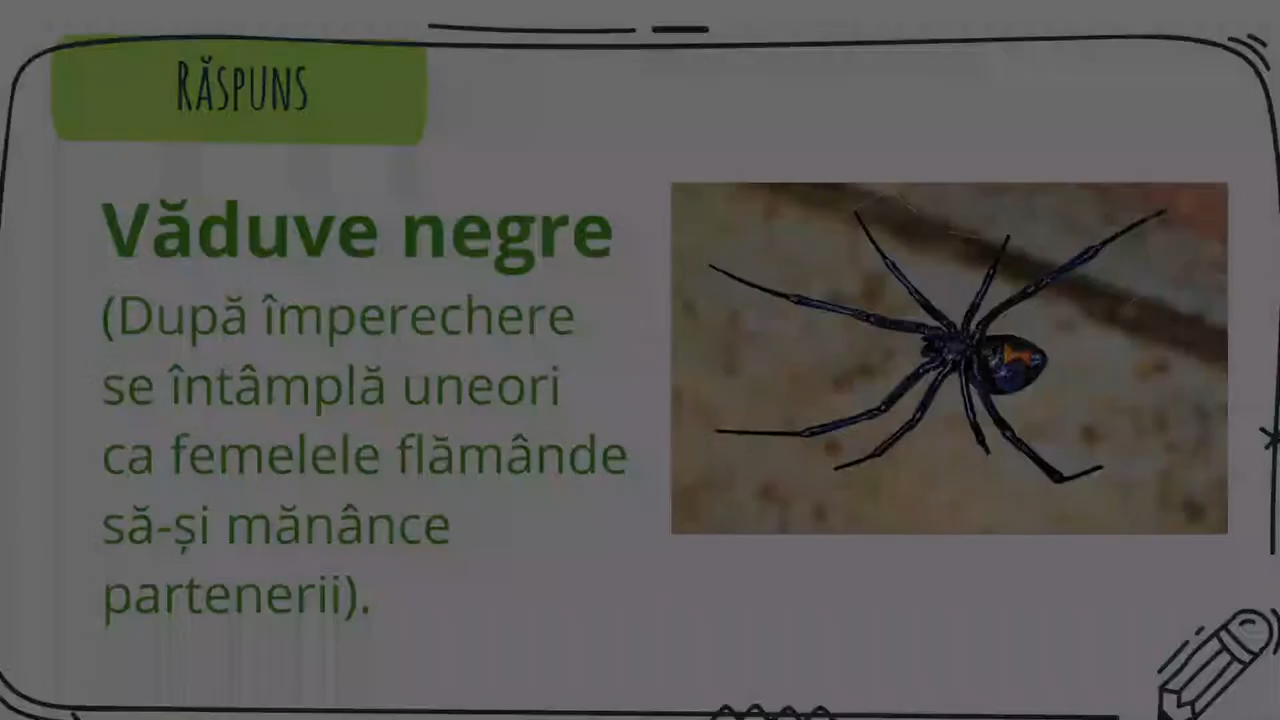 RĂSPUNS
Văduve negre
(După împerechere
se întâmplă uneori
ca femelele flămânde
să-și mănânce
partenerii).